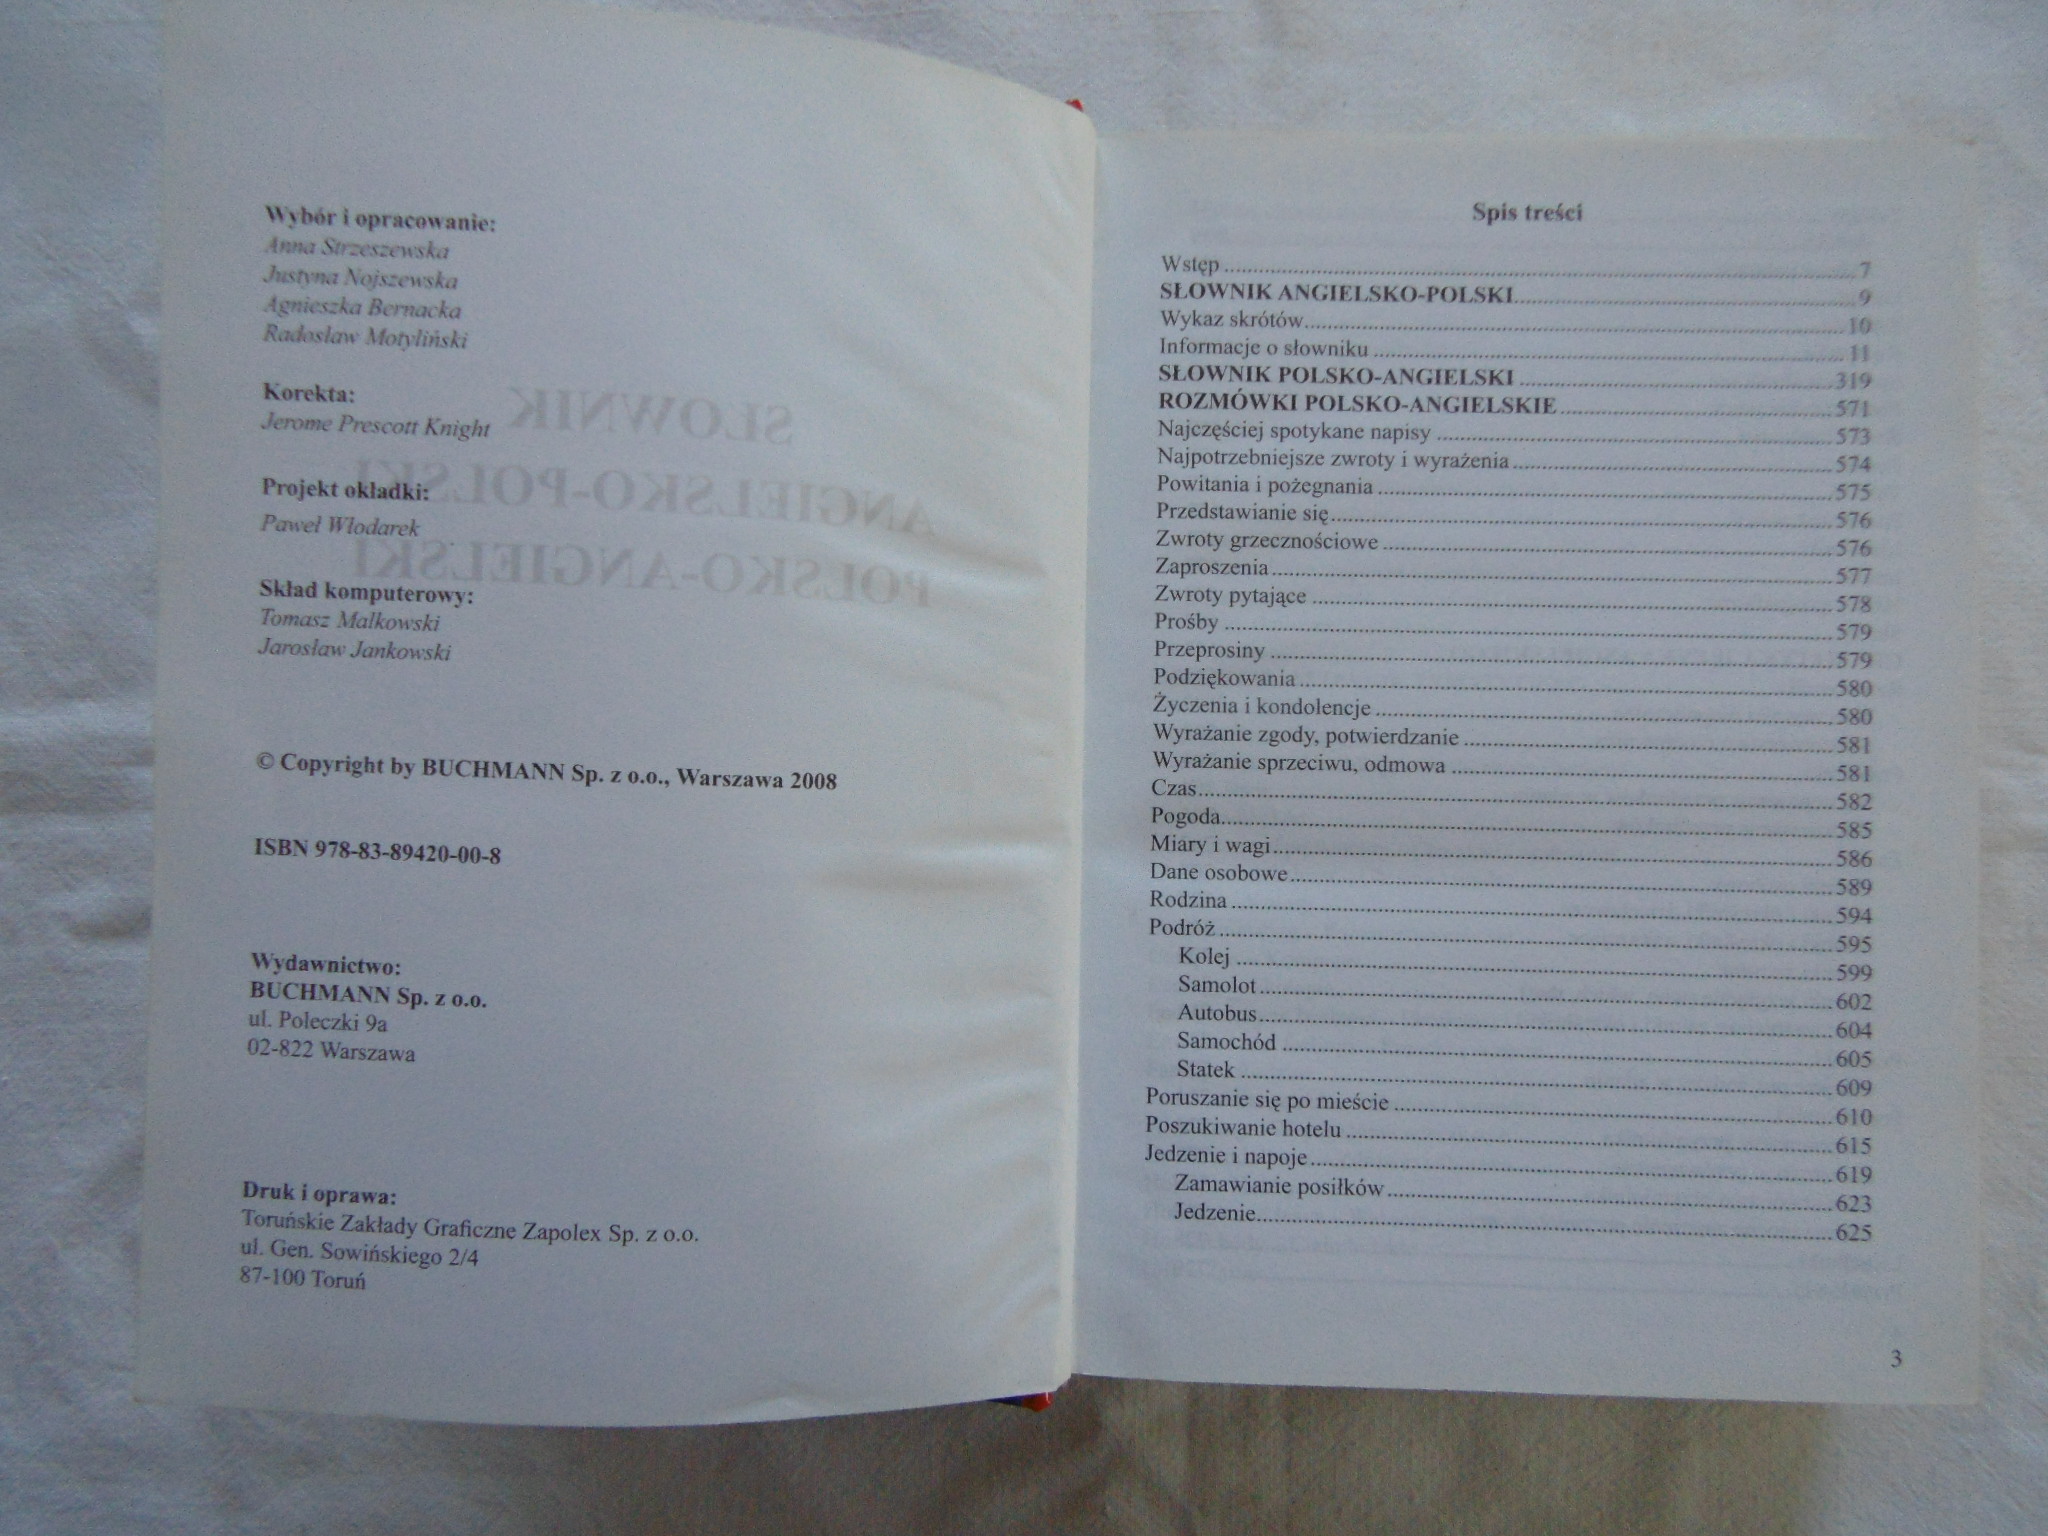 Wybór i opracowanie:
Anna Strzeszewska
Justyna Nojszewska
Agnieszka Bernacka
Radosław Motyliński
Korekta:
Jerome Prescott Knight
Projekt okładki:
Paweł Włodarek
Skład komputerowy:
Tomasz Małkowski
Jarosław Jankowski
© Copyright by BUCHMANN Sp. z o.o., Warszawa 2008
ISBN 978-83-89420-00-8
Wydawnictwo:
BUCHMANN Sp. z o.o.
ul. Poleczki 9a
02-822 Warszawa
Druk i oprawa:
Toruńskie Zakłady Graficzne Zapolex Sp. z o.o.
ul. Gen. Sowińskiego 2/4
87-100 Toruń
SŁOWNIK
ANGIELSKO-POLSKI
POLSKO-ANGIELSKI
Spis treści
Wstęp 7
SŁOWNIK ANGIELSKO-POLSKI 9
Wykaz skrótów 10
Informacje o słowniku 11
SŁOWNIK POLSKO-ANGIELSKI 319
ROZMÓWKI POLSKO-ANGIELSKIE 571
Najczęściej spotykane napisy 573
Najpotrzebniejsze zwroty i wyrażenia 574
Powitania i pożegnania 575
Przedstawianie się 576
Zwroty grzecznościowe 576
Zaproszenia 577
Zwroty pytające 578
Prośby 579
Przeprosiny 579
Podziękowania 580
Życzenia i kondolencje 580
Wyrażanie zgody, potwierdzanie 581
Wyrażanie sprzeciwu, odmowa 581
Czas 582
Pogoda 585
Miary i wagi 586
Dane osobowe 589
Rodzina 594
Podróż 595
Kolej 599
Samolot 602
Autobus 604
Samochód 605
Statek 609
Poruszanie się po mieście 610
Poszukiwanie hotelu 615
Jedzenie i napoje 619
Zamawianie posiłków 623
Jedzenie 625
3